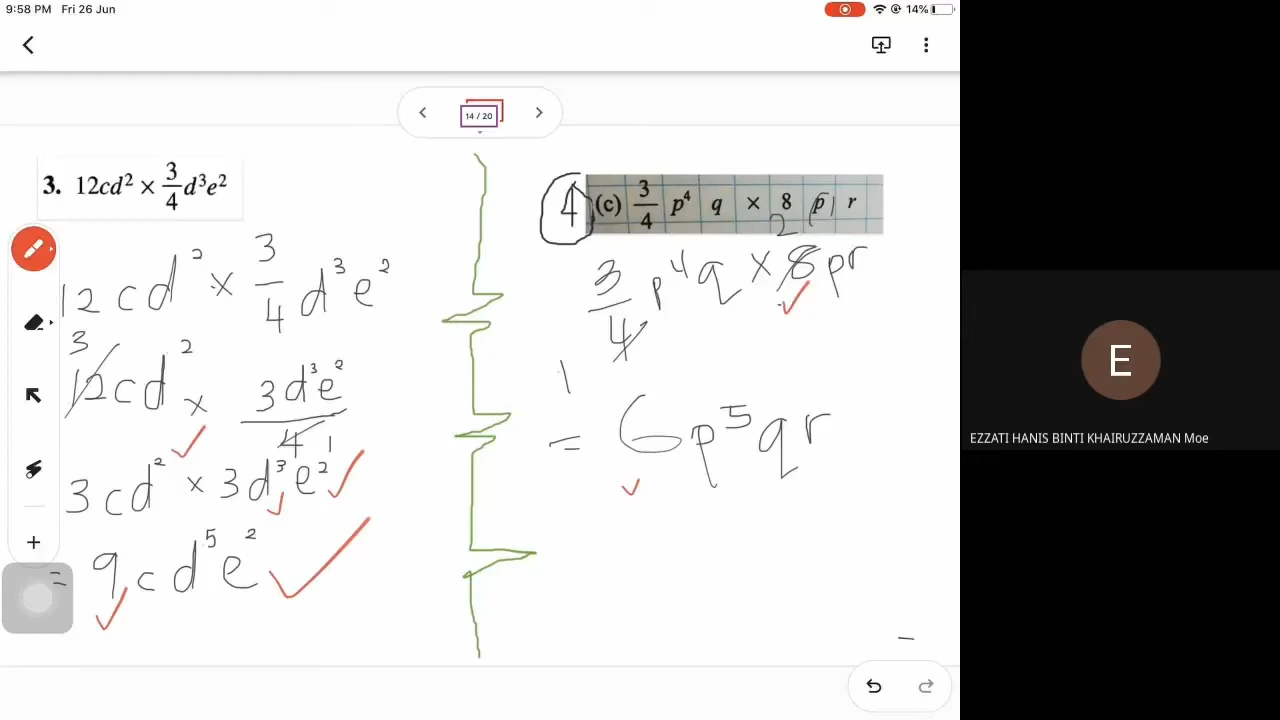 9:58 PM Fri 26 Jun
14%
14 / 20
3. 12cd² × 3/4 d³e²
12cd² × 3/4 d³e²
3
12cd² × 3d³e²/4 1
3cd² × 3d³e²
= 9cd⁵e²
4 (c) 3/4 p⁴ q × 8 p r
2
3/4 p⁴q × 8pr
1
= 6p⁵qr
E
EZZATI HANIS BINTI KHAIRUZZAMAN Moe